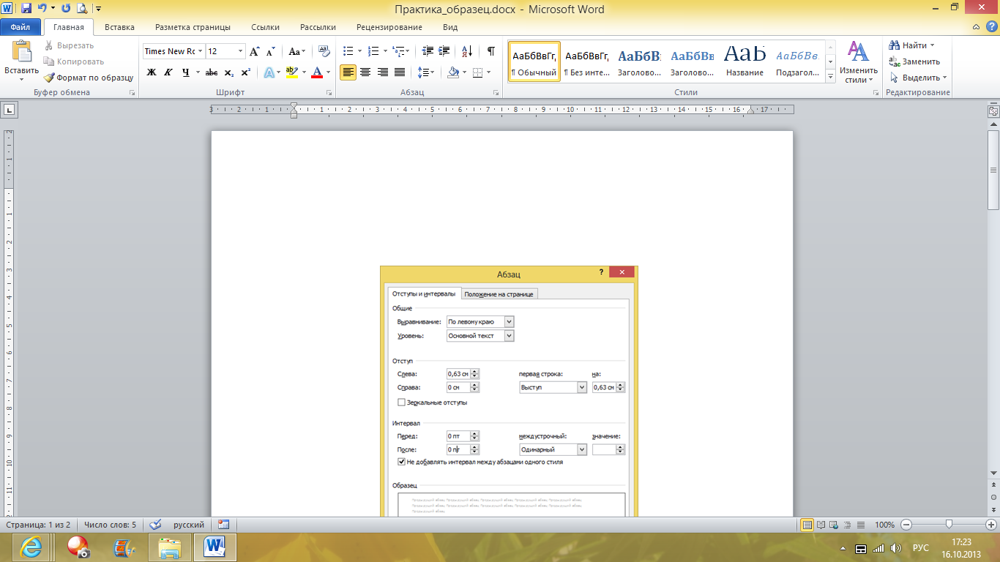 Практика_образец.docx - Microsoft Word
Файл Главная Вставка Разметка страницы Ссылки Рассылки Рецензирование Вид
Вставить
Вырезать
Копировать
Формат по образцу
Буфер обмена
Times New Ro 12
Ж К Ч abc x₂ x² A ab A
Шрифт
Абзац
АаБбВвГг, АаБбВвГг, АаБбВ АаБбВв АаЬ АаБбВв
¶ Обычный ¶ Без инте... Заголово... Заголово... Название Подзагол...
Стили
Изменить стили
Найти
Заменить
Выделить
Редактирование
3 2 1 1 2 3 4 5 6 7 8 9 10 11 12 13 14 15 16 17
Абзац
Отступы и интервалы Положение на странице
Общие
Выравнивание: По левому краю
Уровень: Основной текст
Отступ
Слева: 0,63 см первая строка: на:
Справа: 0 см Выступ 0,63 см
Зеркальные отступы
Интервал
Перед: 0 пт междустрочный: значение:
После: 0 пт Одинарный
Не добавлять интервал между абзацами одного стиля
Образец
Страница: 1 из 2 Число слов: 5 русский 100%
РУС
17:23
16.10.2013